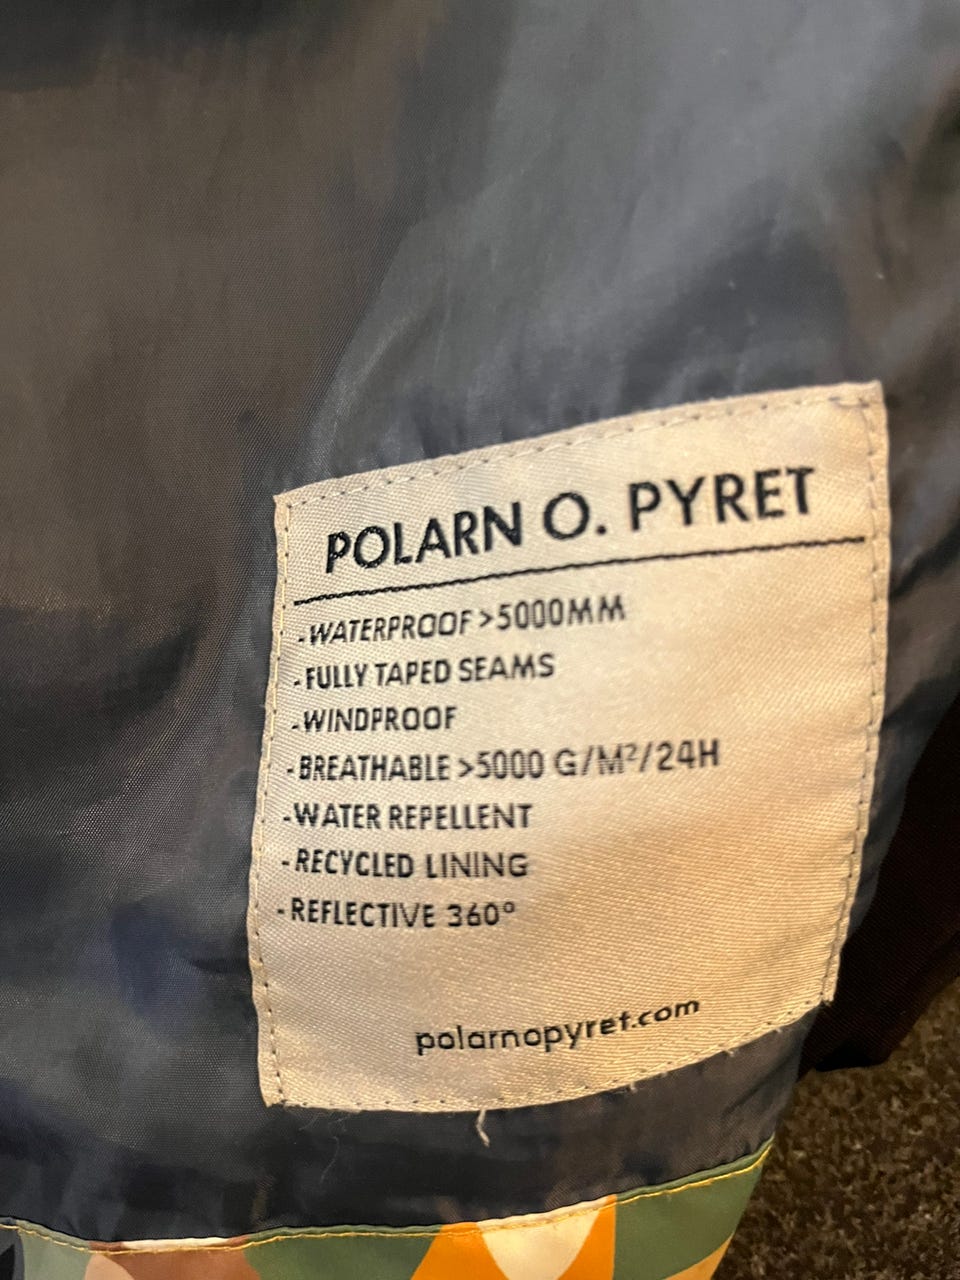 POLARN O. PYRET
-WATERPROOF >5000MM
-FULLY TAPED SEAMS
-WINDPROOF
-BREATHABLE >5000 G/M²/24H
-WATER REPELLENT
-RECYCLED LINING
-REFLECTIVE 360°
polarnopyret.com